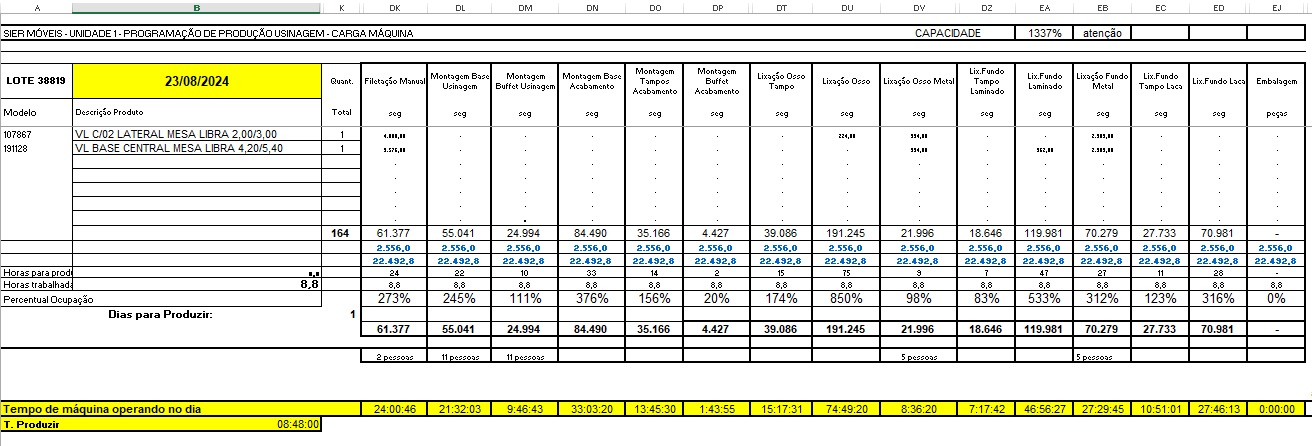 A B K DK DL DM DN DO DP DT DU DV DZ EA EB EC ED EJ
SIER MÓVEIS - UNIDADE 1 - PROGRAMAÇÃO DE PRODUÇÃO USINAGEM - CARGA MÁQUINA CAPACIDADE 1337% atenção
LOTE 38819 23/08/2024 Quant. Filetação Manual Montagem Base Usinagem Montagem Buffet Usinagem Montagem Base Acabamento Montagem Tampos Acabamento Montagem Buffet Acabamento Lixação Osso Tampo Lixação Osso Lixação Osso Metal Lix.Fundo Tampo Laminado Lix.Fundo Laminado Lixação Fundo Metal Lix.Fundo Tampo Laca Lix.Fundo Laca Embalagem
Modelo Descrição Produto Total seg seg seg seg seg seg seg seg seg seg seg seg seg seg peças
107867 VL C/02 LATERAL MESA LIBRA 2,00/3,00 1
191128 VL BASE CENTRAL MESA LIBRA 4,20/5,40 1
164 61.377 55.041 24.994 84.490 35.166 4.427 39.086 191.245 21.996 18.646 119.981 70.279 27.733 70.981 -
2.556,0 2.556,0 2.556,0 2.556,0 2.556,0 2.556,0 2.556,0 2.556,0 2.556,0 2.556,0 2.556,0 2.556,0 2.556,0 2.556,0 2.556,0
22.492,8 22.492,8 22.492,8 22.492,8 22.492,8 22.492,8 22.492,8 22.492,8 22.492,8 22.492,8 22.492,8 22.492,8 22.492,8 22.492,8 22.492,8
Horas para prod 24 22 10 33 14 2 15 75 9 7 47 27 11 28 -
Horas trabalhada 8,8 8,8 8,8 8,8 8,8 8,8 8,8 8,8 8,8 8,8 8,8 8,8 8,8 8,8 8,8 8,8
Percentual Ocupação 273% 245% 111% 376% 156% 20% 174% 850% 98% 83% 533% 312% 123% 316% 0%
Dias para Produzir: 1
61.377 55.041 24.994 84.490 35.166 4.427 39.086 191.245 21.996 18.646 119.981 70.279 27.733 70.981 -
2 pessoas 11 pessoas 11 pessoas 5 pessoas 5 pessoas
Tempo de máquina operando no dia 24:00:46 21:32:03 9:46:43 33:03:20 13:45:30 1:43:55 15:17:31 74:49:20 8:36:20 7:17:42 46:56:27 27:29:45 10:51:01 27:46:13 0:00:00
T. Produzir 08:48:00